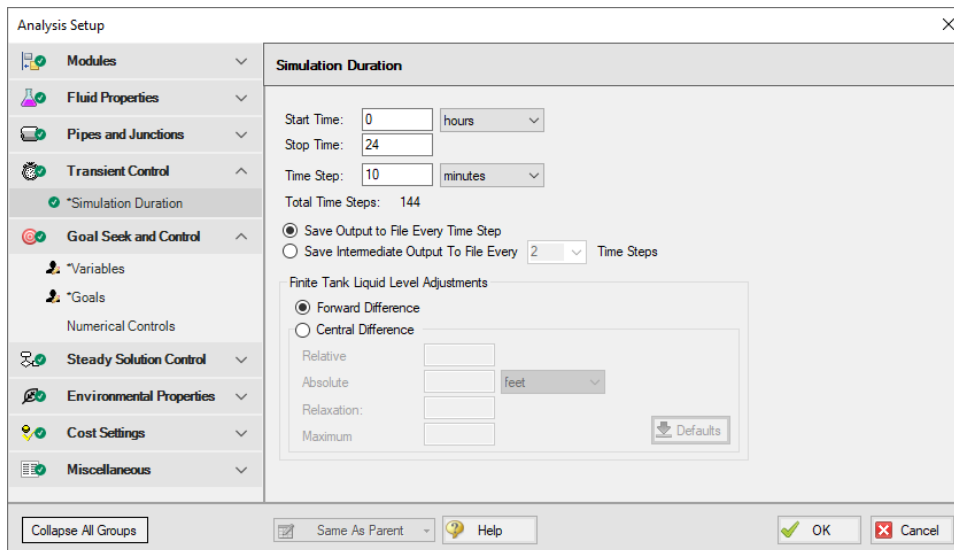 Analysis Setup
Modules
Fluid Properties
Pipes and Junctions
Transient Control
*Simulation Duration
Goal Seek and Control
*Variables
*Goals
Numerical Controls
Steady Solution Control
Environmental Properties
Cost Settings
Miscellaneous
Collapse All Groups
Simulation Duration
Start Time: 0 hours
Stop Time: 24
Time Step: 10 minutes
Total Time Steps: 144
Save Output to File Every Time Step
Save Intermediate Output To File Every 2 Time Steps
Finite Tank Liquid Level Adjustments
Forward Difference
Central Difference
Relative
Absolute feet
Relaxation:
Maximum
Defaults
Same As Parent Help OK Cancel